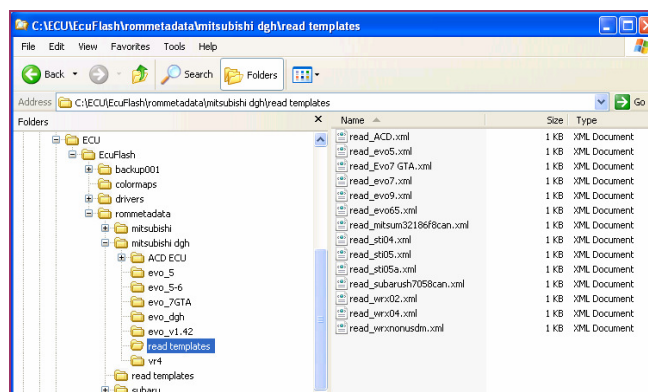 C:\ECU\EcuFlash\rommetadata\mitsubishi dgh\read templates
File Edit View Favorites Tools Help
Back Search Folders
Address C:\ECU\EcuFlash\rommetadata\mitsubishi dgh\read templates Go
Folders
ECU
EcuFlash
backup001
colormaps
drivers
rommetadata
mitsubishi
mitsubishi dgh
ACD ECU
evo_5
evo_5-6
evo_7GTA
evo_dgh
evo_v1.42
read templates
vr4
read templates
subaru
Name Size Type
read_ACD.xml 1 KB XML Document
read_evo5.xml 1 KB XML Document
read_Evo7 GTA.xml 1 KB XML Document
read_evo7.xml 1 KB XML Document
read_evo9.xml 1 KB XML Document
read_evo65.xml 1 KB XML Document
read_mitsum32186f8can.xml 1 KB XML Document
read_sti04.xml 1 KB XML Document
read_sti05.xml 1 KB XML Document
read_sti05a.xml 1 KB XML Document
read_subarush7058can.xml 1 KB XML Document
read_wrx02.xml 1 KB XML Document
read_wrx04.xml 1 KB XML Document
read_wrxnonusdm.xml 1 KB XML Document